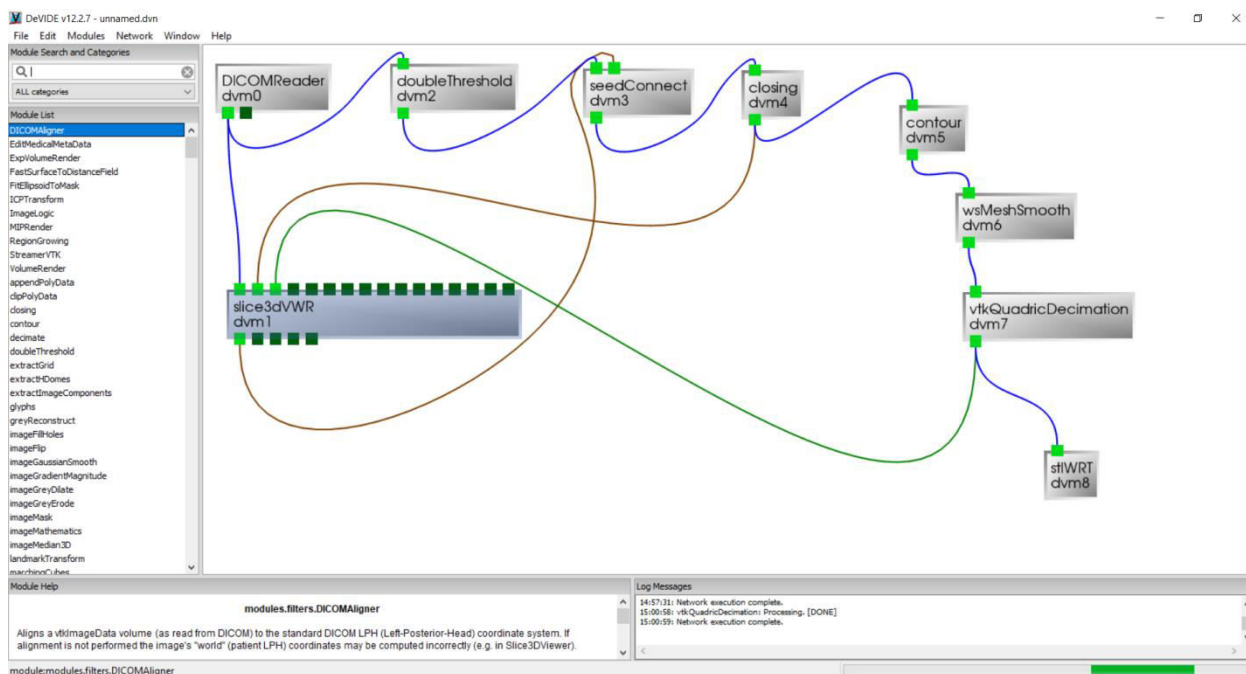 DeVIDE v12.2.7 - unnamed.dvn
File Edit Modules Network Window Help
Module Search and Categories
ALL categories
Module List
DICOMAligner
EditMedicalMetaData
ExpVolumeRender
FastSurfaceToDistanceField
FitEllipsoidToMask
ICPTransform
ImageLogic
MIPRender
RegionGrowing
StreamerVTK
VolumeRender
appendPolyData
clipPolyData
closing
contour
decimate
doubleThreshold
extractGrid
extractHDomes
extractImageComponents
glyphs
greyReconstruct
imageFillHoles
imageFlip
imageGaussianSmooth
imageGradientMagnitude
imageGreyDilate
imageGreyErode
imageMask
imageMathematics
imageMedian3D
landmarkTransform
marchingCubes
DICOMReader
dvm0
doubleThreshold
dvm2
seedConnect
dvm3
closing
dvm4
contour
dvm5
wsMeshSmooth
dvm6
slice3dVWR
dvm1
vtkQuadricDecimation
dvm7
stlWRT
dvm8
Module Help
modules.filters.DICOMAligner
Aligns a vtkImageData volume (as read from DICOM) to the standard DICOM LPH (Left-Posterior-Head) coordinate system. If
alignment is not performed the image's "world" (patient LPH) coordinates may be computed incorrectly (e.g. in Slice3DViewer).
Log Messages
14:57:31: Network execution complete.
15:00:58: vtkQuadricDecimation: Processing. [DONE]
15:00:59: Network execution complete.
module:modules.filters.DICOMAligner